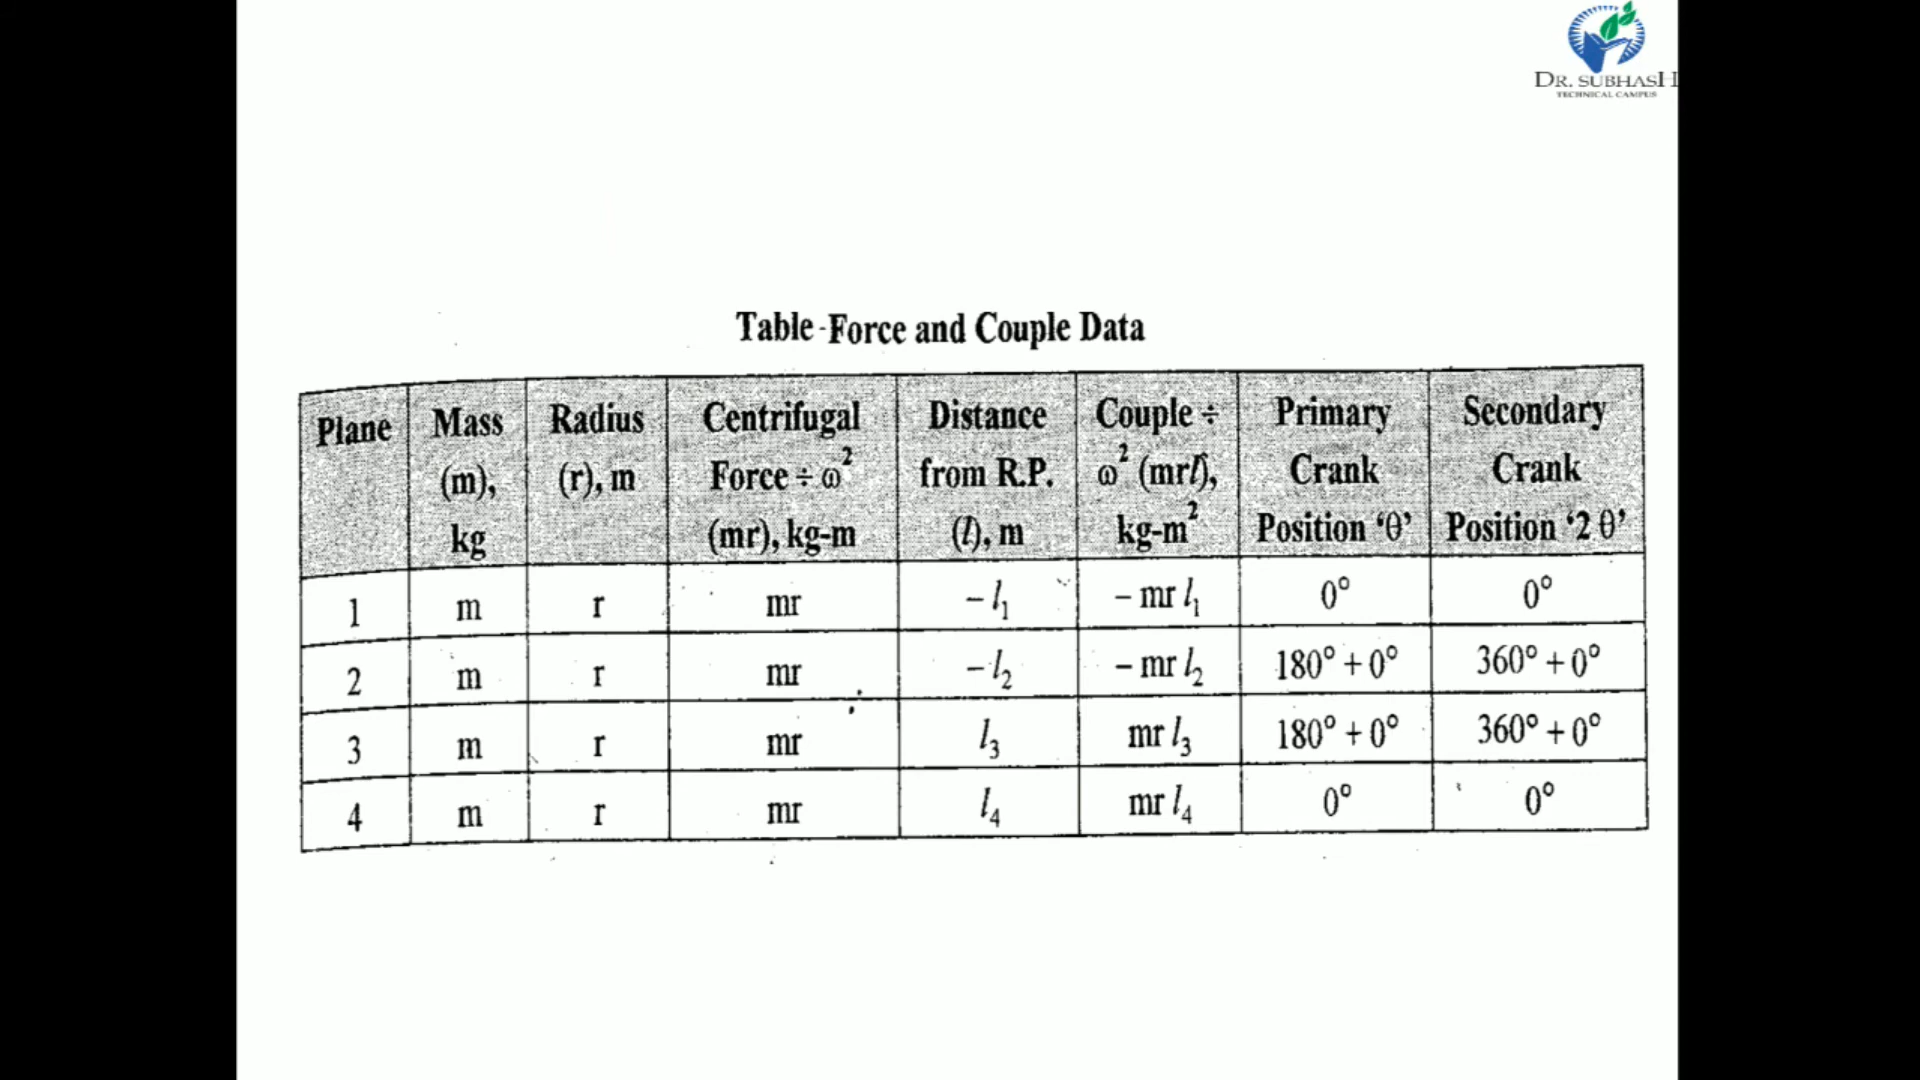 DR. SUBHASH
TECHNICAL CAMPUS
Table -Force and Couple Data
Plane Mass (m), kg Radius (r), m Centrifugal Force ÷ ω² (mr), kg-m Distance from R.P. (l), m Couple ÷ ω² (mrl), kg-m² Primary Crank Position ‘θ’ Secondary Crank Position ‘2 θ’
1 m r mr – l₁ – mr l₁ 0° 0°
2 m r mr – l₂ – mr l₂ 180° + 0° 360° + 0°
3 m r mr l₃ mr l₃ 180° + 0° 360° + 0°
4 m r mr l₄ mr l₄ 0° 0°